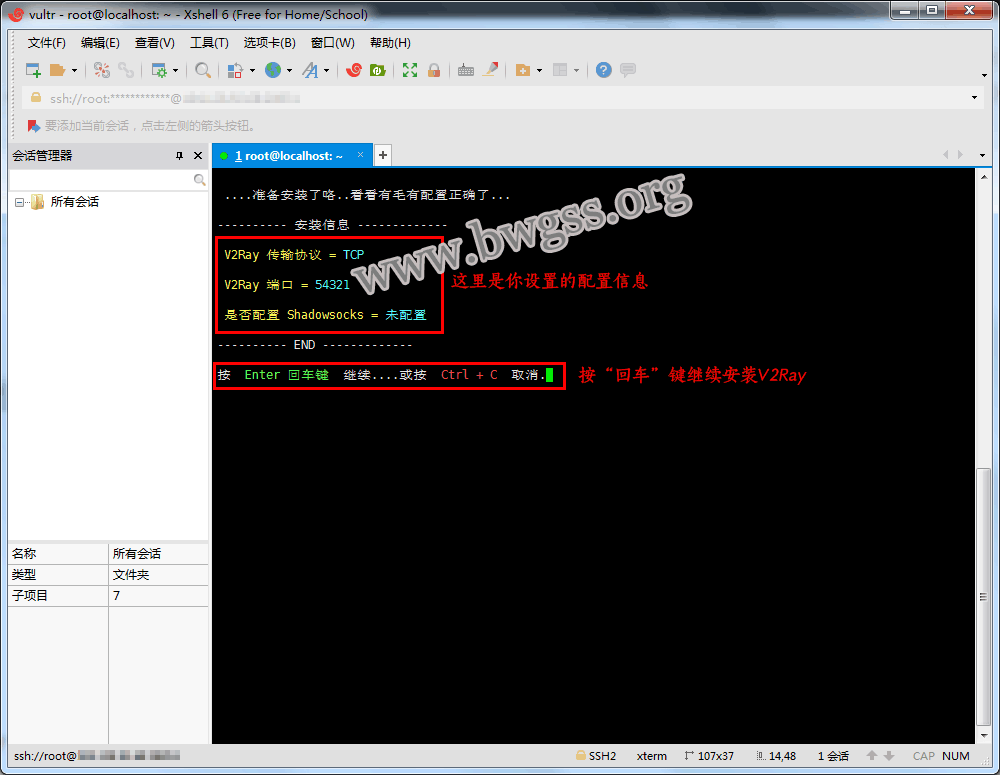 vultr - root@localhost: ~ - Xshell 6 (Free for Home/School)
文件(F) 编辑(E) 查看(V) 工具(T) 选项卡(B) 窗口(W) 帮助(H)
ssh://root:************@
要添加当前会话，点击左侧的箭头按钮。
会话管理器
1 root@localhost: ~
所有会话
....准备安装了咯..看看有毛有配置正确了...
---------- 安装信息 -------------
V2Ray 传输协议 = TCP
V2Ray 端口 = 54321
是否配置 Shadowsocks = 未配置
---------- END -------------
按 Enter 回车键 继续....或按 Ctrl + C 取消.
这里是你设置的配置信息
按“回车”键继续安装V2Ray
www.bwgss.org
名称 所有会话
类型 文件夹
子项目 7
ssh://root@
SSH2 xterm 107x37 14,48 1 会话 CAP NUM